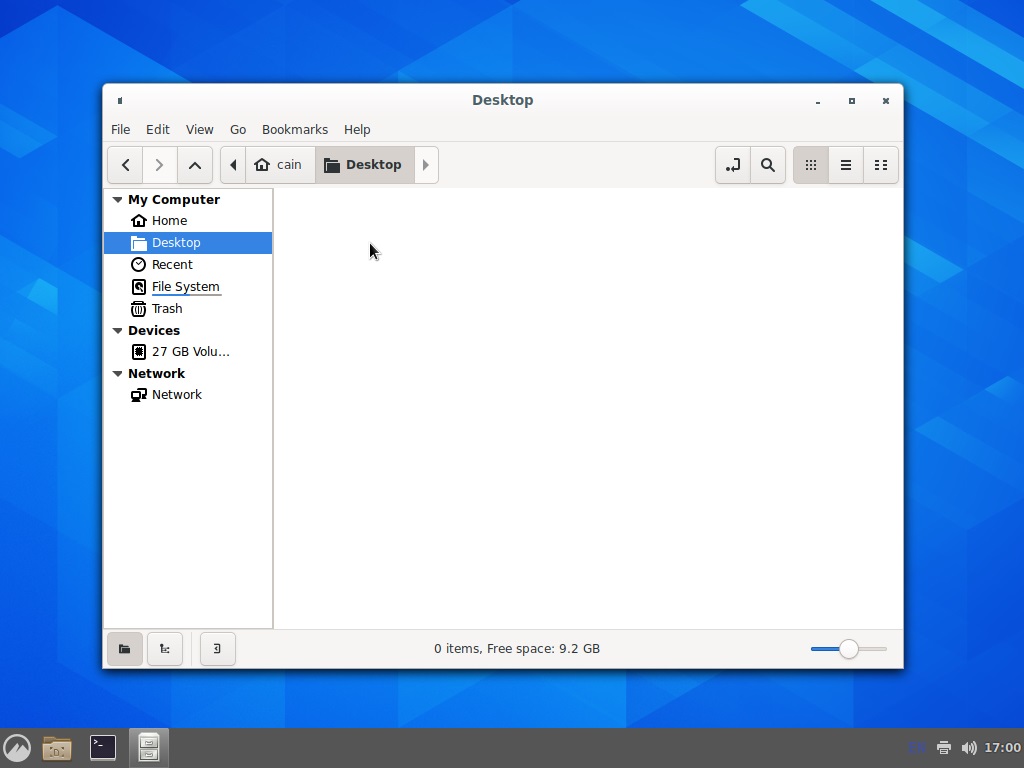 Desktop
File Edit View Go Bookmarks Help
cain Desktop
My Computer
Home
Desktop
Recent
File System
Trash
Devices
27 GB Volu...
Network
Network
0 items, Free space: 9.2 GB
17:00